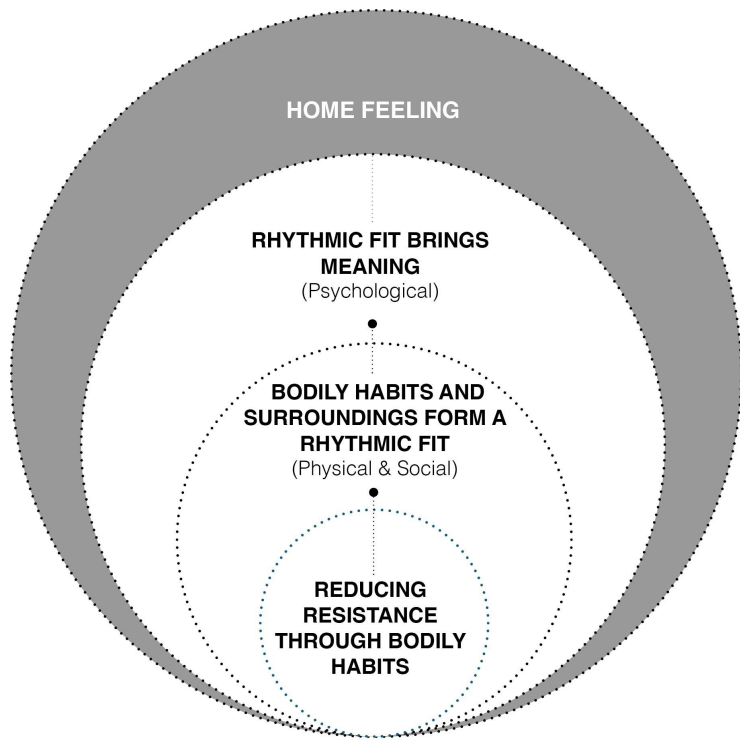 HOME FEELING
RHYTHMIC FIT BRINGS
MEANING
(Psychological)
BODILY HABITS AND
SURROUNDINGS FORM A
RHYTHMIC FIT
(Physical & Social)
REDUCING
RESISTANCE
THROUGH BODILY
HABITS